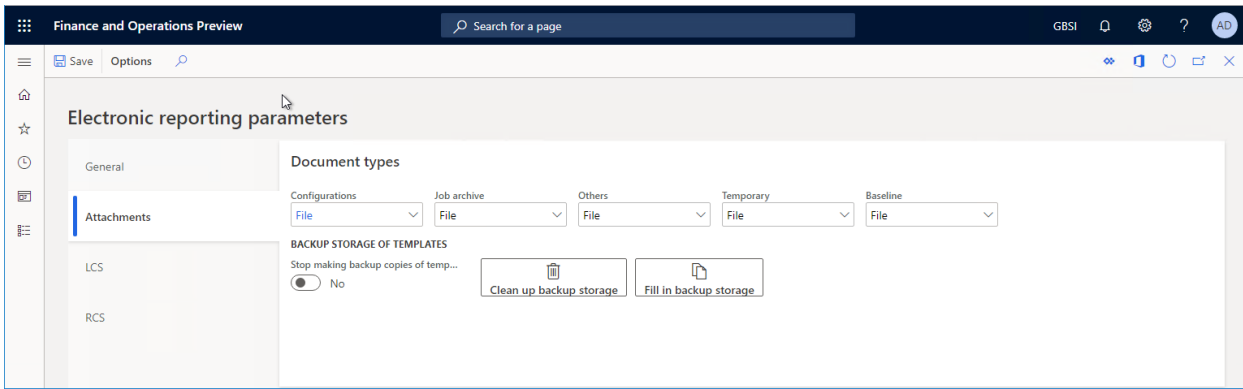 Finance and Operations Preview
Search for a page
GBSI
?
AD
Save Options
Electronic reporting parameters
General
Attachments
LCS
RCS
Document types
Configurations Job archive Others Temporary Baseline
File File File File File
BACKUP STORAGE OF TEMPLATES
Stop making backup copies of temp...
No
Clean up backup storage
Fill in backup storage